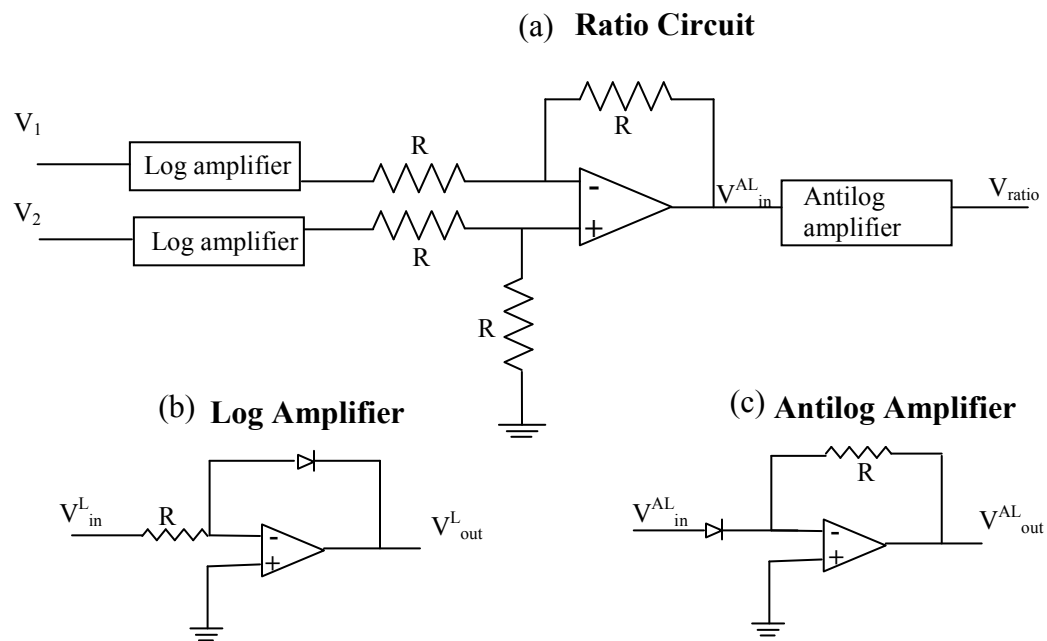 (a) Ratio Circuit
R
V1
Log amplifier
R
-
+
V^AL_in
Antilog
amplifier
V_ratio
V2
Log amplifier
R
R
(b) Log Amplifier
V^L_in
R
-
+
V^L_out
(c) Antilog Amplifier
R
V^AL_in
-
+
V^AL_out